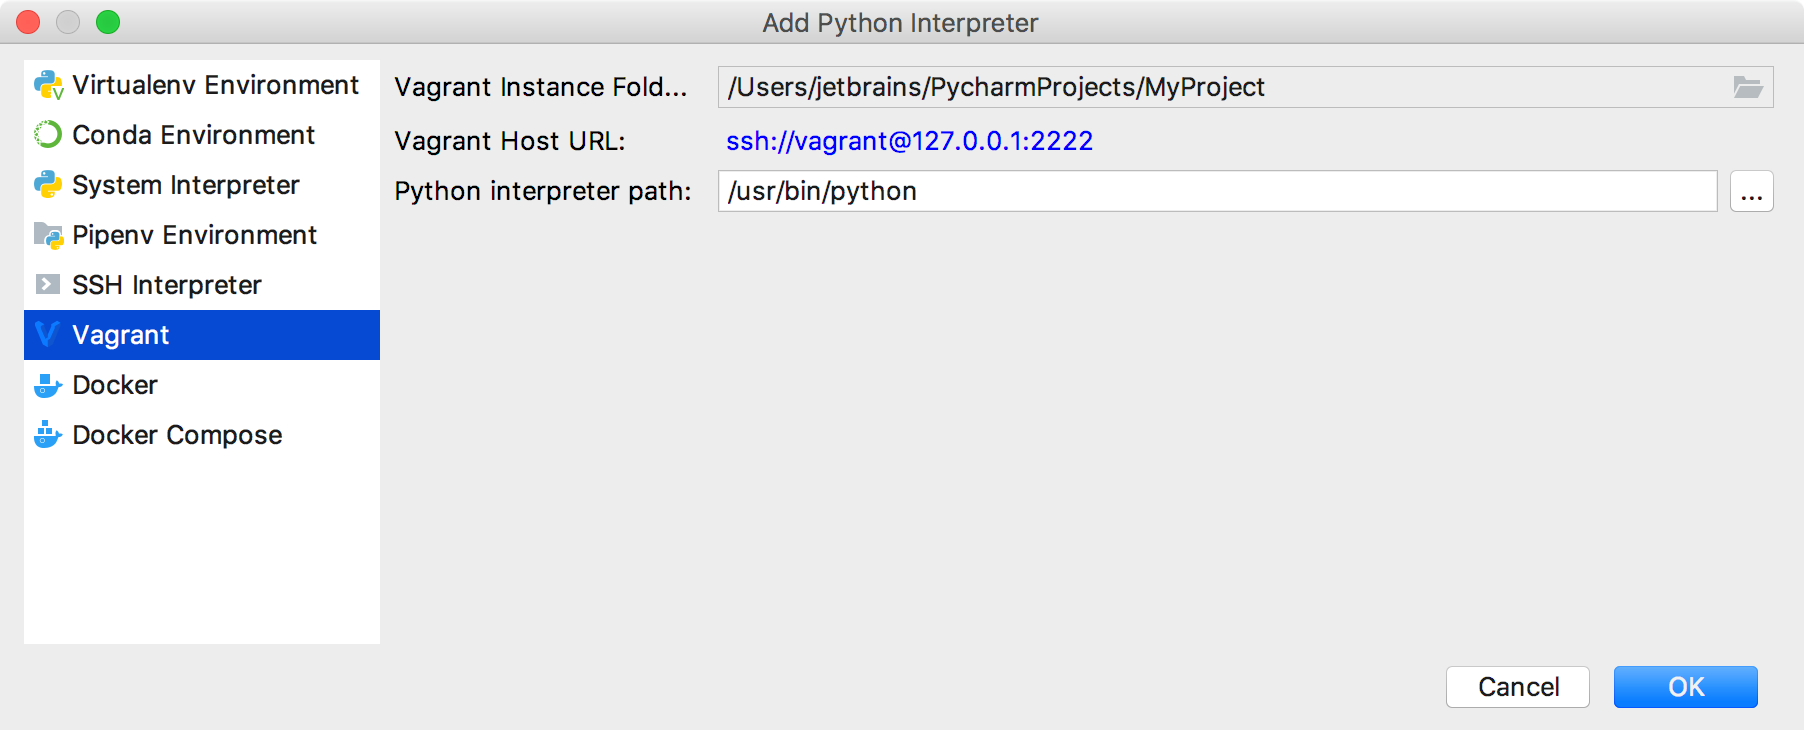 Add Python Interpreter
Virtualenv Environment
Conda Environment
System Interpreter
Pipenv Environment
SSH Interpreter
Vagrant
Docker
Docker Compose
Vagrant Instance Fold... /Users/jetbrains/PycharmProjects/MyProject
Vagrant Host URL: ssh://vagrant@127.0.0.1:2222
Python interpreter path: /usr/bin/python ...
Cancel OK